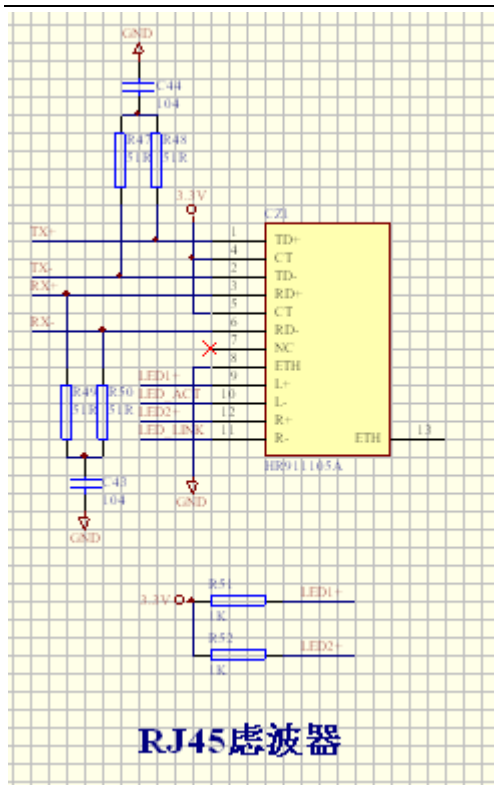 GND
C44
104
R47 R48
51R 51R
3.3V
CZ1
TX+ 1 TD+
4 CT
TX- 2 TD-
RX+ 3 RD+
5 CT
RX- 6 RD-
7 NC
8 ETH
LED1+ 9 L+
LED_ACT 10 L-
LED2+ 12 R+
LED_LINK 11 R- ETH 13
HR911105A
R49 R50
51R 51R
C43
104
GND
GND
R51
3.3V LED1+
1K
R52
LED2+
1K
RJ45虑波器